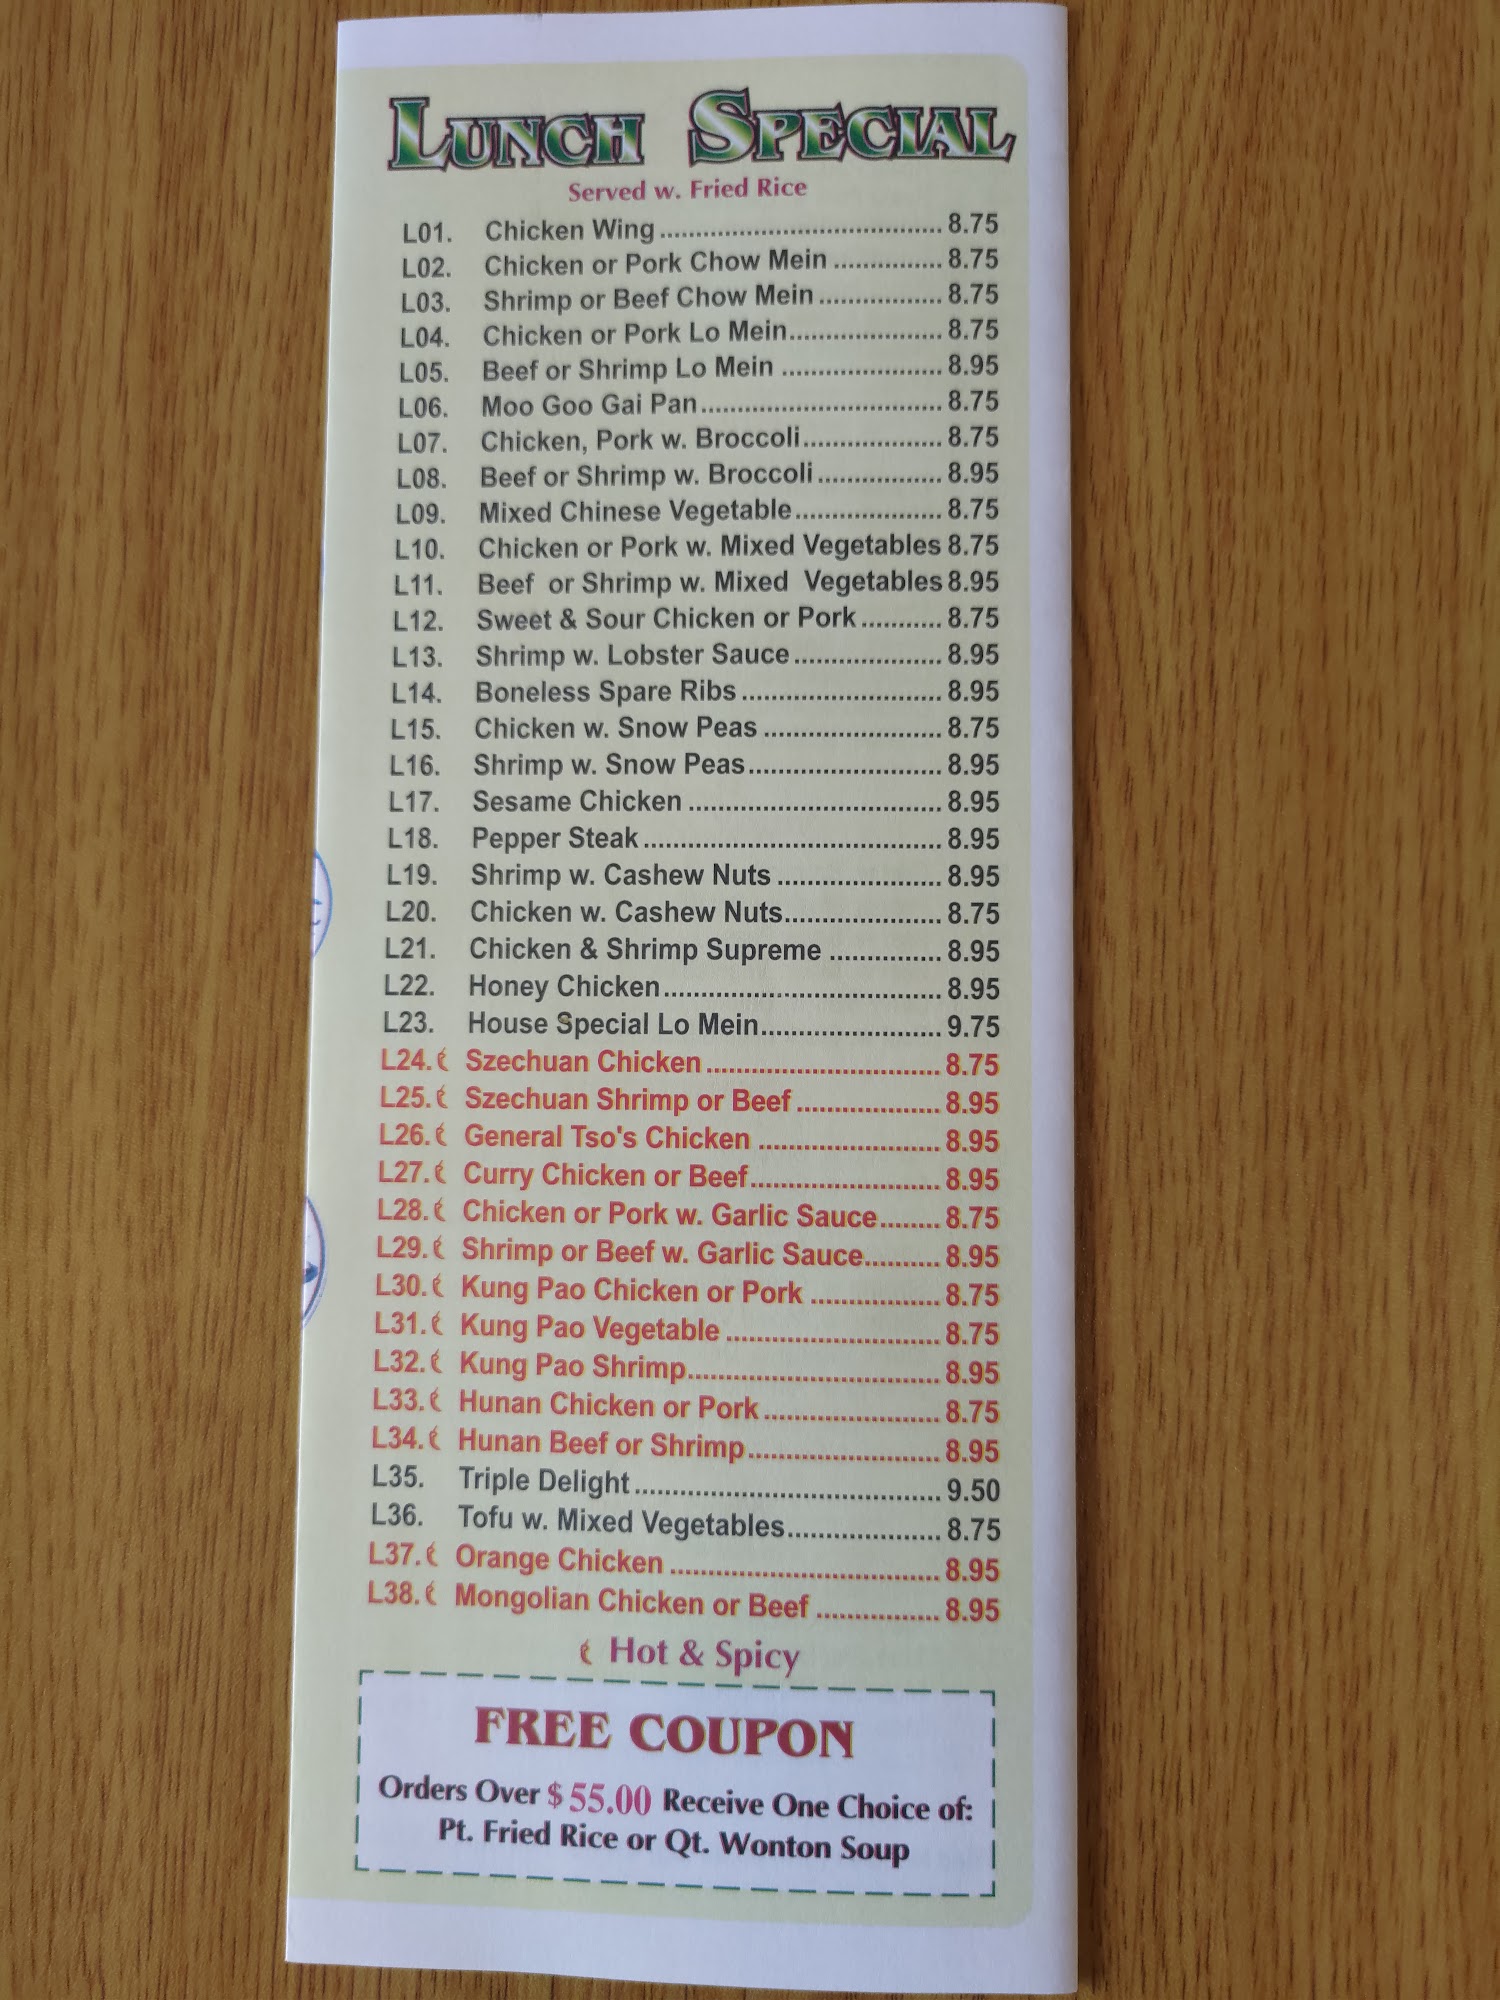 LUNCH SPECIAL
Served w. Fried Rice
L01. Chicken Wing 8.75
L02. Chicken or Pork Chow Mein 8.75
L03. Shrimp or Beef Chow Mein 8.75
L04. Chicken or Pork Lo Mein 8.75
L05. Beef or Shrimp Lo Mein 8.95
L06. Moo Goo Gai Pan 8.75
L07. Chicken, Pork w. Broccoli 8.75
L08. Beef or Shrimp w. Broccoli 8.95
L09. Mixed Chinese Vegetable 8.75
L10. Chicken or Pork w. Mixed Vegetables 8.75
L11. Beef or Shrimp w. Mixed Vegetables 8.95
L12. Sweet & Sour Chicken or Pork 8.75
L13. Shrimp w. Lobster Sauce 8.95
L14. Boneless Spare Ribs 8.95
L15. Chicken w. Snow Peas 8.75
L16. Shrimp w. Snow Peas 8.95
L17. Sesame Chicken 8.95
L18. Pepper Steak 8.95
L19. Shrimp w. Cashew Nuts 8.95
L20. Chicken w. Cashew Nuts 8.75
L21. Chicken & Shrimp Supreme 8.95
L22. Honey Chicken 8.95
L23. House Special Lo Mein 9.75
L24. Szechuan Chicken 8.75
L25. Szechuan Shrimp or Beef 8.95
L26. General Tso's Chicken 8.95
L27. Curry Chicken or Beef 8.95
L28. Chicken or Pork w. Garlic Sauce 8.75
L29. Shrimp or Beef w. Garlic Sauce 8.95
L30. Kung Pao Chicken or Pork 8.75
L31. Kung Pao Vegetable 8.75
L32. Kung Pao Shrimp 8.95
L33. Hunan Chicken or Pork 8.75
L34. Hunan Beef or Shrimp 8.95
L35. Triple Delight 9.50
L36. Tofu w. Mixed Vegetables 8.75
L37. Orange Chicken 8.95
L38. Mongolian Chicken or Beef 8.95
Hot & Spicy
FREE COUPON
Orders Over $55.00 Receive One Choice of:
Pt. Fried Rice or Qt. Wonton Soup